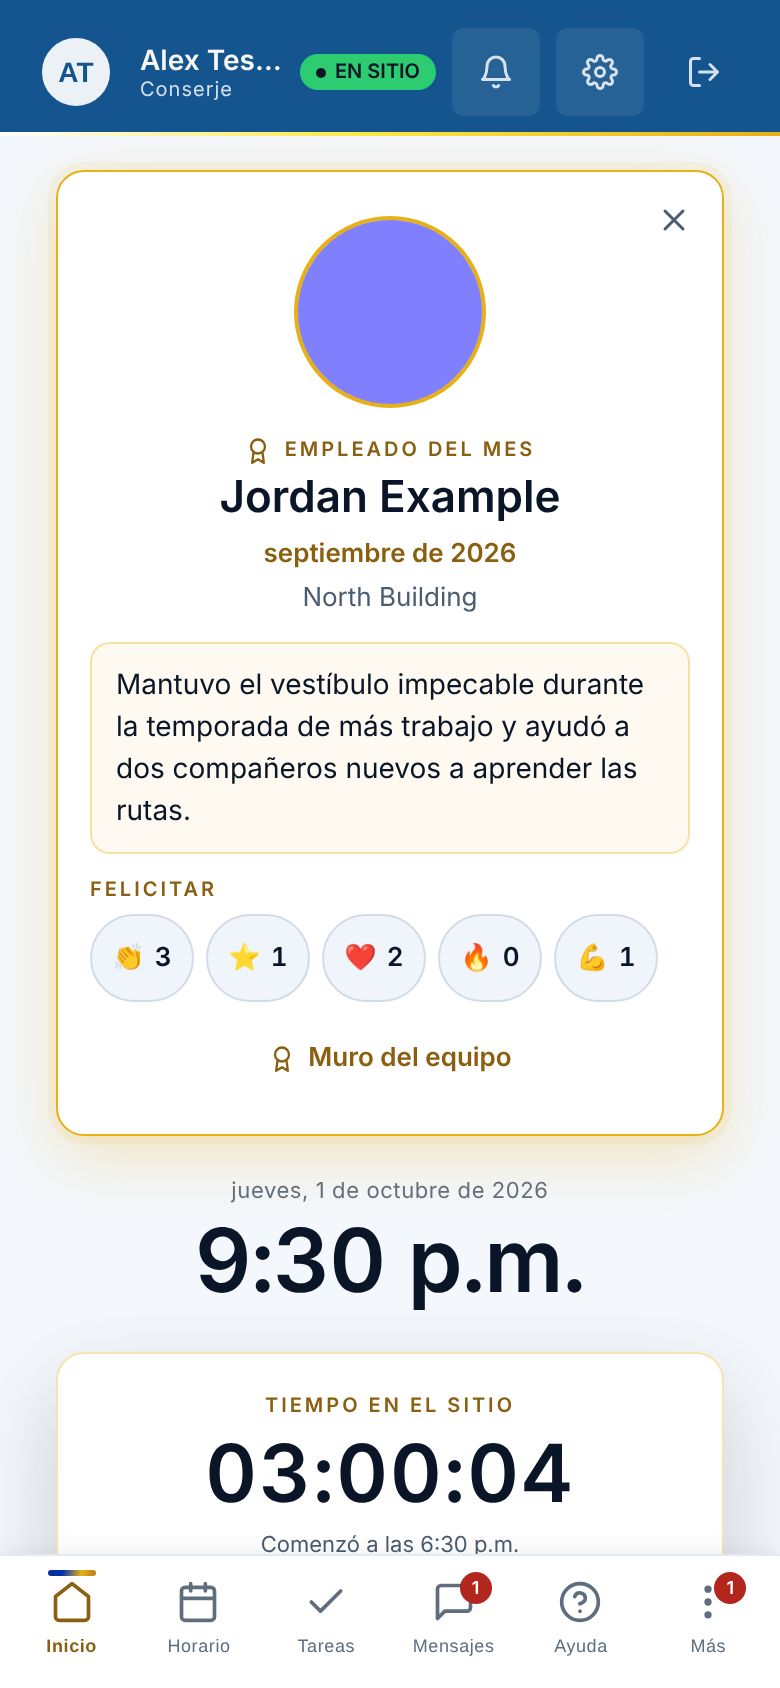 AT
Alex Tes...
Conserje
EN SITIO
EMPLEADO DEL MES
Jordan Example
septiembre de 2026
North Building
Mantuvo el vestíbulo impecable durante
la temporada de más trabajo y ayudó a
dos compañeros nuevos a aprender las
rutas.
FELICITAR
👏 3 ⭐ 1 ❤️ 2 🔥 0 💪 1
Muro del equipo
jueves, 1 de octubre de 2026
9:30 p.m.
TIEMPO EN EL SITIO
03:00:04
Comenzó a las 6:30 p.m.
1 1
Inicio Horario Tareas Mensajes Ayuda Más